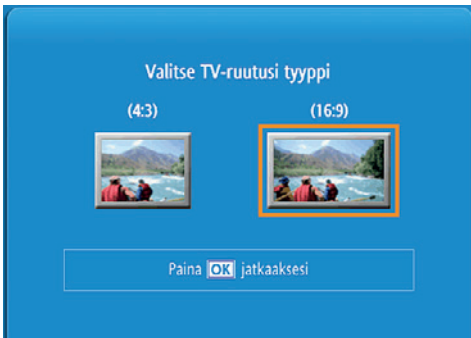 Valitse TV-ruutusi tyyppi
(4:3) (16:9)
Paina OK jatkaaksesi